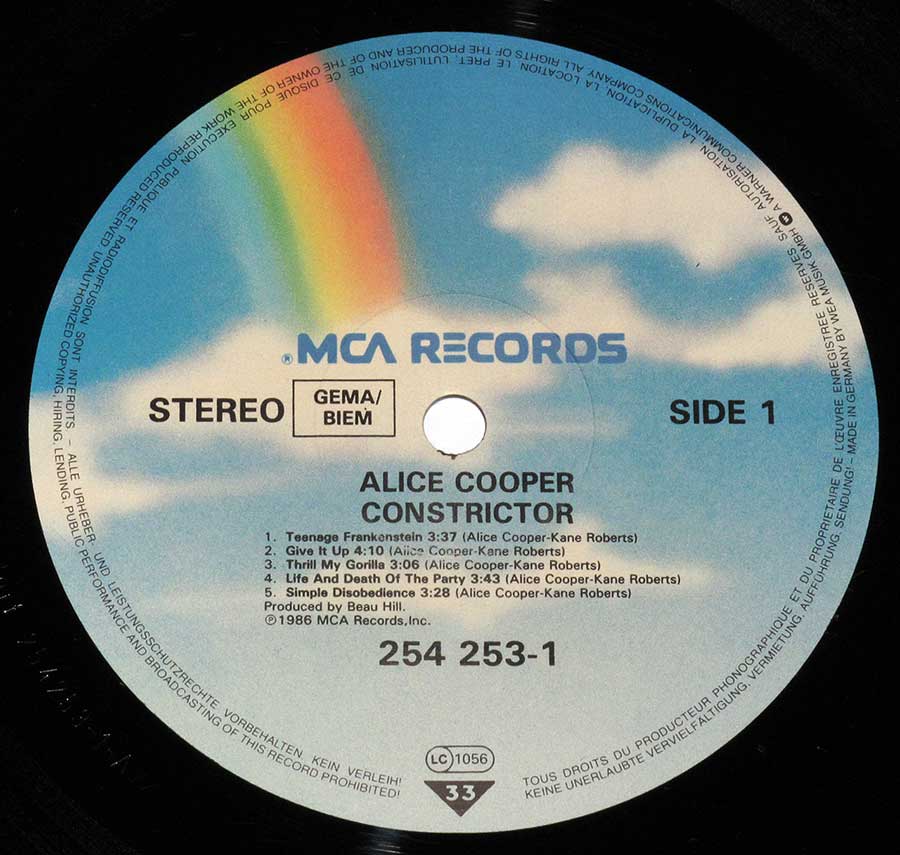 ®MCA RECORDS
STEREO
GEMA/
BIEM
SIDE 1
ALICE COOPER
CONSTRICTOR
1. Teenage Frankenstein 3:37 (Alice Cooper-Kane Roberts)
2. Give It Up 4:10 (Alice Cooper-Kane Roberts)
3. Thrill My Gorilla 3:06 (Alice Cooper-Kane Roberts)
4. Life And Death Of The Party 3:43 (Alice Cooper-Kane Roberts)
5. Simple Disobedience 3:28 (Alice Cooper-Kane Roberts)
Produced by Beau Hill.
℗1986 MCA Records,Inc.
254 253-1
LC 1056
33
TOUS DROITS DU PRODUCTEUR PHONOGRAPHIQUE ET DU PROPRIETAIRE DE L'ŒUVRE ENREGISTREE RESERVES SAUF AUTORISATION, LA DUPLICATION, LA LOCATION, LE PRET, L'UTILISATION DE CE DISQUE POUR EXECUTION PUBLIQUE ET RADIODIFFUSION SONT INTERDITS – ALLE URHEBER- UND LEISTUNGSSCHUTZRECHTE VORBEHALTEN KEIN VERLEIH!
KEINE UNERLAUBTE VERVIELFÄLTIGUNG, VERMIETUNG, AUFFÜHRUNG, SENDUNG! – MADE IN GERMANY BY WEA MUSIK GMBH A WARNER COMMUNICATIONS COMPANY. ALL RIGHTS OF THE PRODUCER AND OF THE OWNER OF THE WORK REPRODUCED RESERVED UNAUTHORIZED COPYING, HIRING, LENDING, PUBLIC PERFORMANCE AND BROADCASTING OF THIS RECORD PROHIBITED!